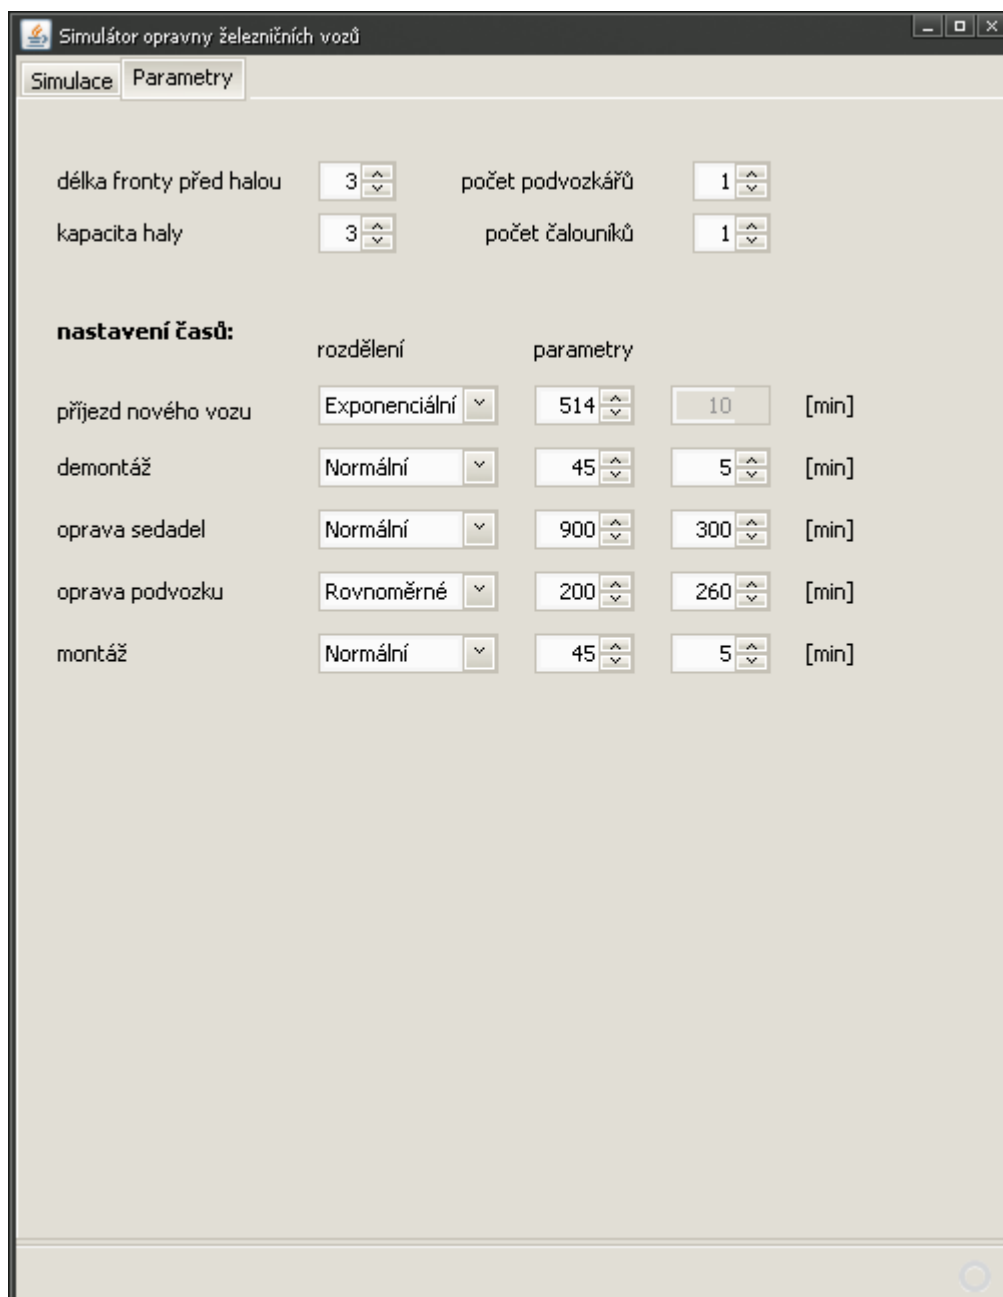 Simulátor opravny železničních vozů
Simulace Parametry
délka fronty před halou 3 počet podvozkářů 1
kapacita haly 3 počet čalouníků 1
nastavení časů:
rozdělení parametry
příjezd nového vozu Exponenciální 514 10 [min]
demontáž Normální 45 5 [min]
oprava sedadel Normální 900 300 [min]
oprava podvozku Rovnoměrné 200 260 [min]
montáž Normální 45 5 [min]